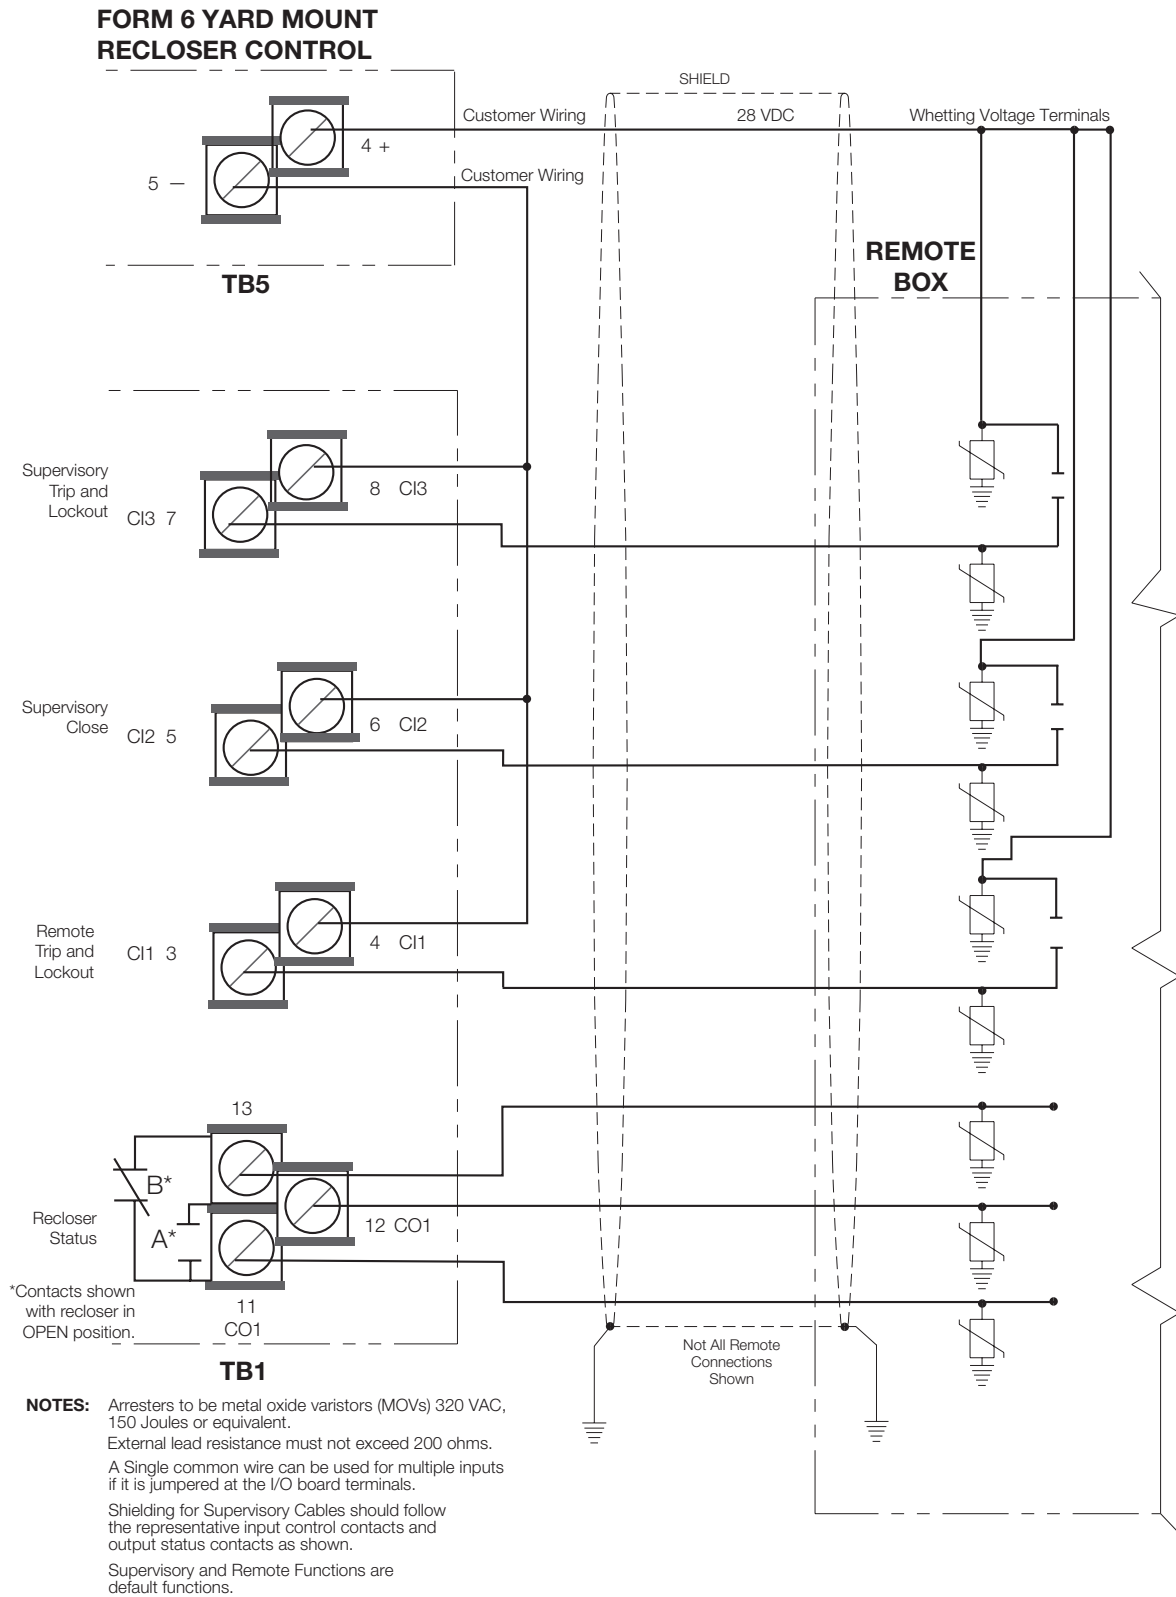 FORM 6 YARD MOUNT
RECLOSER CONTROL
SHIELD
Customer Wiring
28 VDC
Whetting Voltage Terminals
4 +
5 —
Customer Wiring
TB5
REMOTE
BOX
Supervisory
Trip and
Lockout
8 CI3
CI3 7
Supervisory
Close
6 CI2
CI2 5
Remote
Trip and
Lockout
4 CI1
CI1 3
13
B*
Recloser
Status
A*
12 CO1
*Contacts shown
with recloser in
OPEN position.
11
CO1
TB1
Not All Remote
Connections
Shown
NOTES: Arresters to be metal oxide varistors (MOVs) 320 VAC,
150 Joules or equivalent.
External lead resistance must not exceed 200 ohms.
A Single common wire can be used for multiple inputs
if it is jumpered at the I/O board terminals.
Shielding for Supervisory Cables should follow
the representative input control contacts and
output status contacts as shown.
Supervisory and Remote Functions are
default functions.